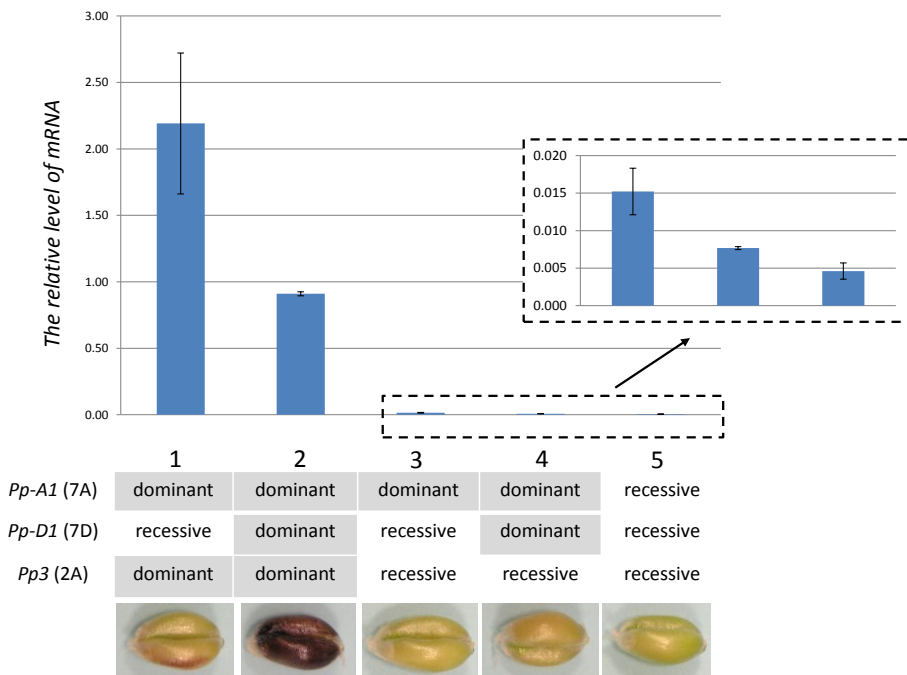 3.00
2.50
2.00
1.50
1.00
0.50
0.00
The relative level of mRNA
0.020
0.015
0.010
0.005
0.000
1 2 3 4 5
Pp-A1 (7A) dominant dominant dominant dominant recessive
Pp-D1 (7D) recessive dominant recessive dominant recessive
Pp3 (2A) dominant dominant recessive recessive recessive